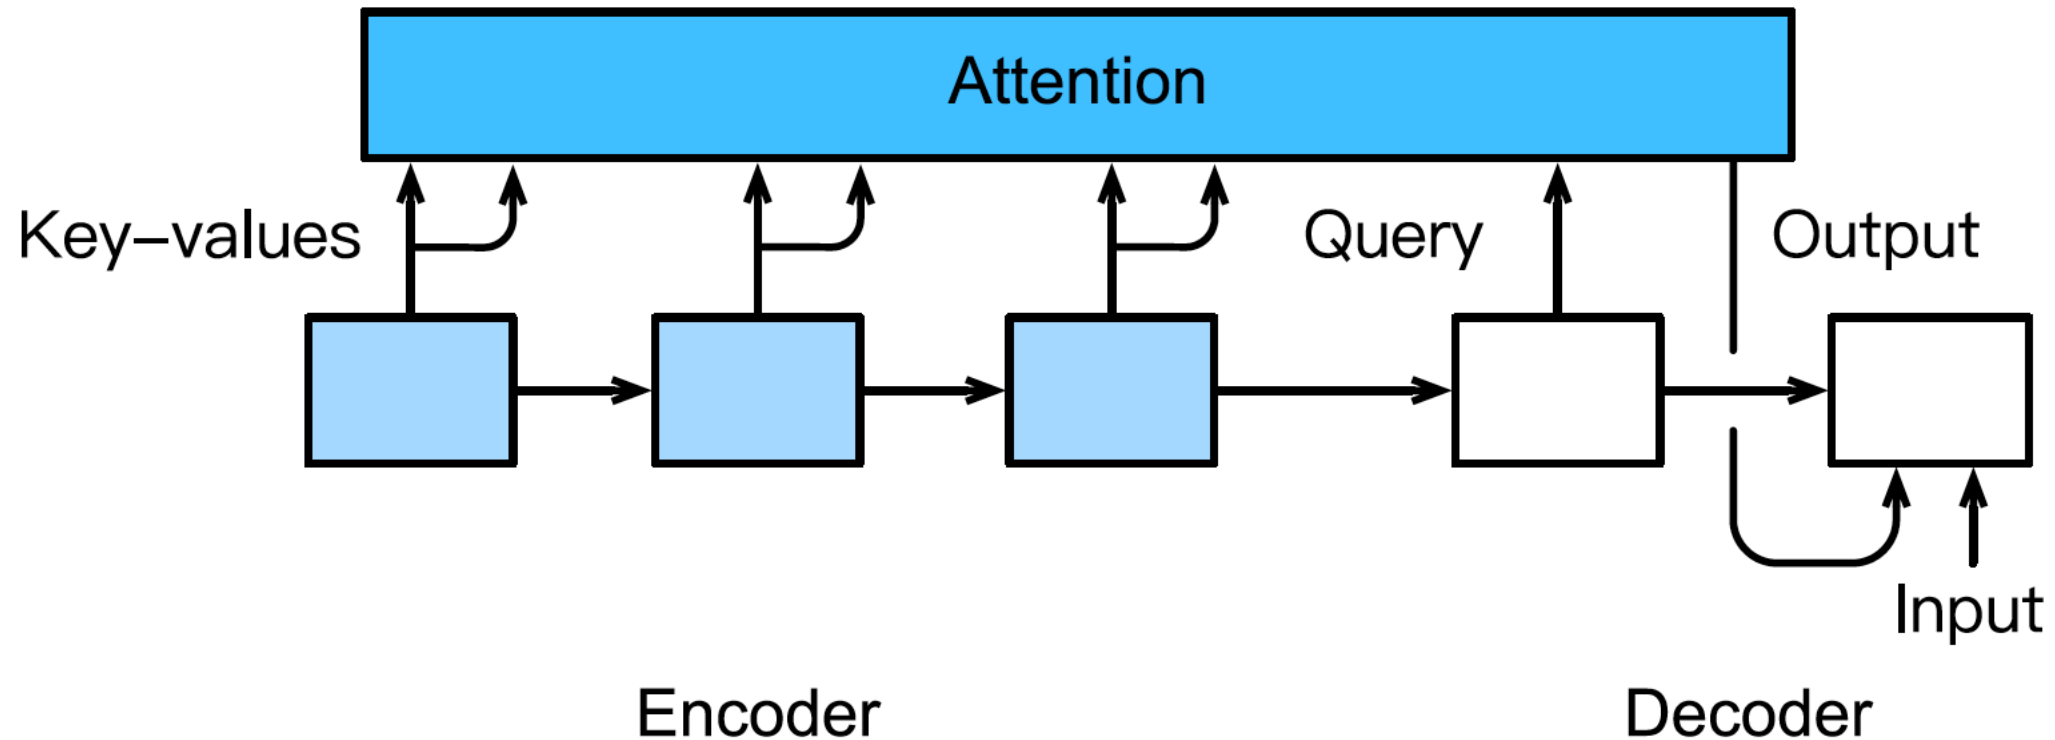 Attention
Key–values
Query
Output
Input
Encoder
Decoder